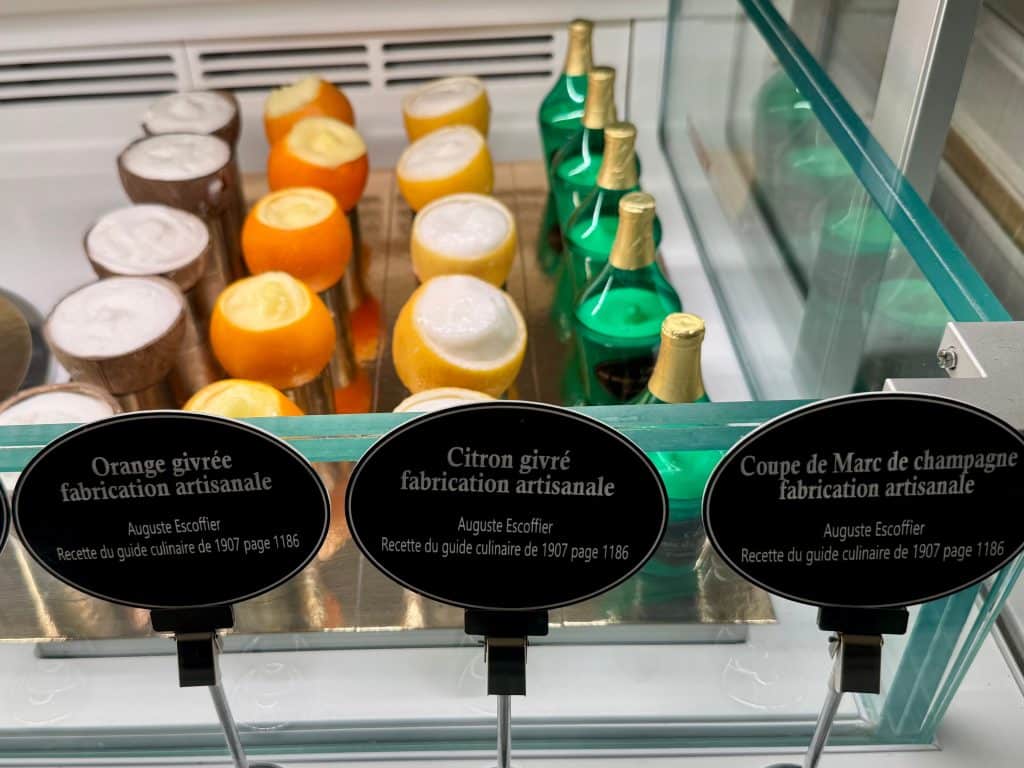 Orange givrée
fabrication artisanale
Auguste Escoffier
Recette du guide culinaire de 1907 page 1186
Citron givré
fabrication artisanale
Auguste Escoffier
Recette du guide culinaire de 1907 page 1186
Coupe de Marc de champagne
fabrication artisanale
Auguste Escoffier
Recette du guide culinaire de 1907 page 1186